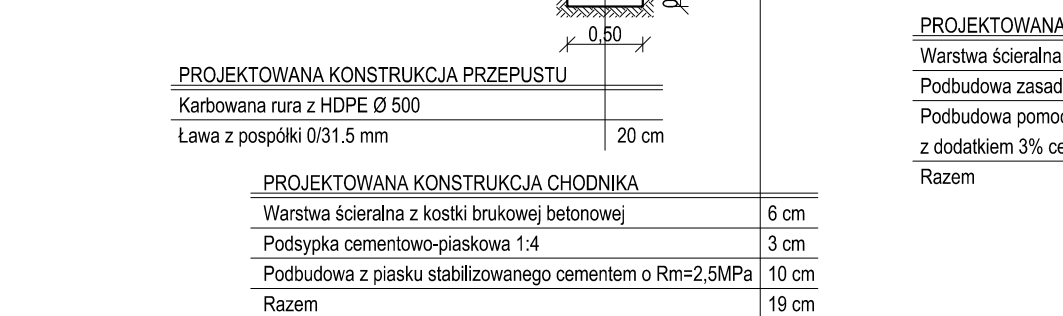 0,50
PROJEKTOWANA KONSTRUKCJA PRZEPUSTU
Karbowana rura z HDPE Ø 500
Ława z pospółki 0/31.5 mm 20 cm
PROJEKTOWANA KONSTRUKCJA CHODNIKA
Warstwa ścieralna z kostki brukowej betonowej 6 cm
Podsypka cementowo-piaskowa 1:4 3 cm
Podbudowa z piasku stabilizowanego cementem o Rm=2,5MPa 10 cm
Razem 19 cm
PROJEKTOWANA
Warstwa ścieralna
Podbudowa zasad
Podbudowa pomo
z dodatkiem 3% ce
Razem